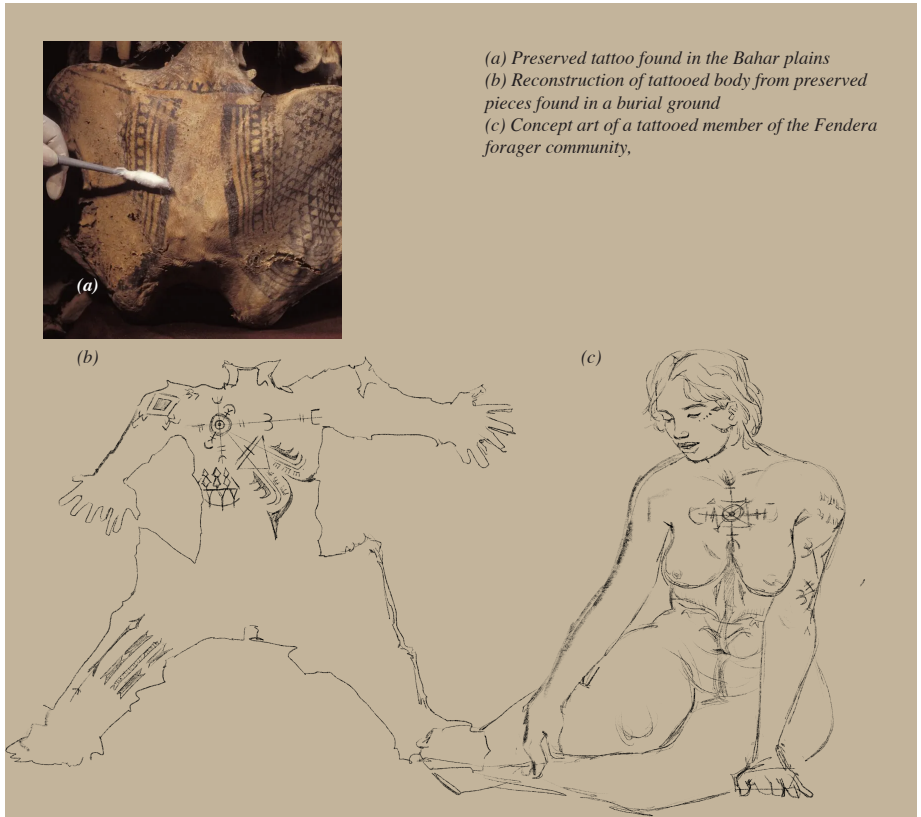 (a) Preserved tattoo found in the Bahar plains
(b) Reconstruction of tattooed body from preserved
pieces found in a burial ground
(c) Concept art of a tattooed member of the Fendera
forager community,
(a)
(b)
(c)